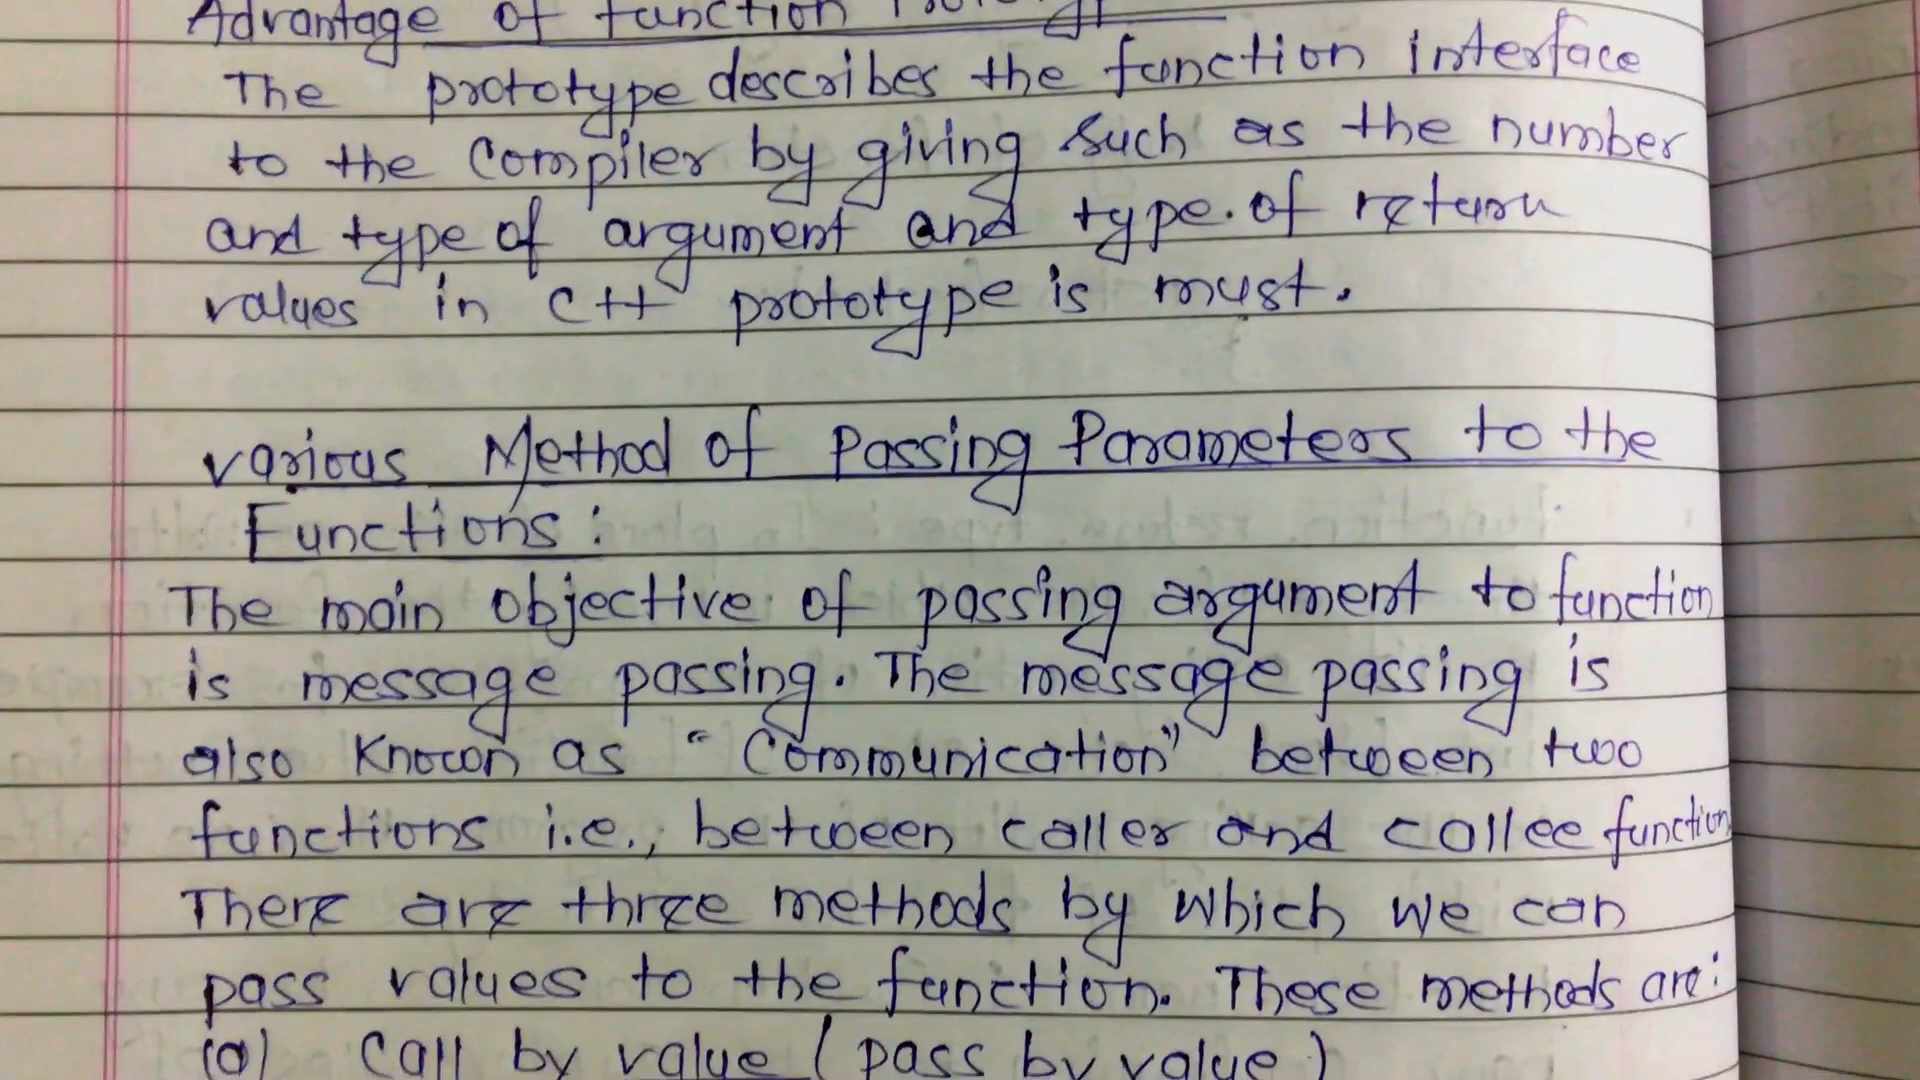 Advantage of function
The prototype describes the function interface
to the Compiler by giving such as the number
and type of argument and type of return
values in C++ prototype is must.
various Method of Passing Parameters to the
Functions:
The main objective of passing argument to function
is message passing. The message passing is
also Known as "Communication" between two
functions i.e., between caller and callee function
There are three methods by which we can
pass values to the function. These methods are:
(a) Call by value (pass by value)